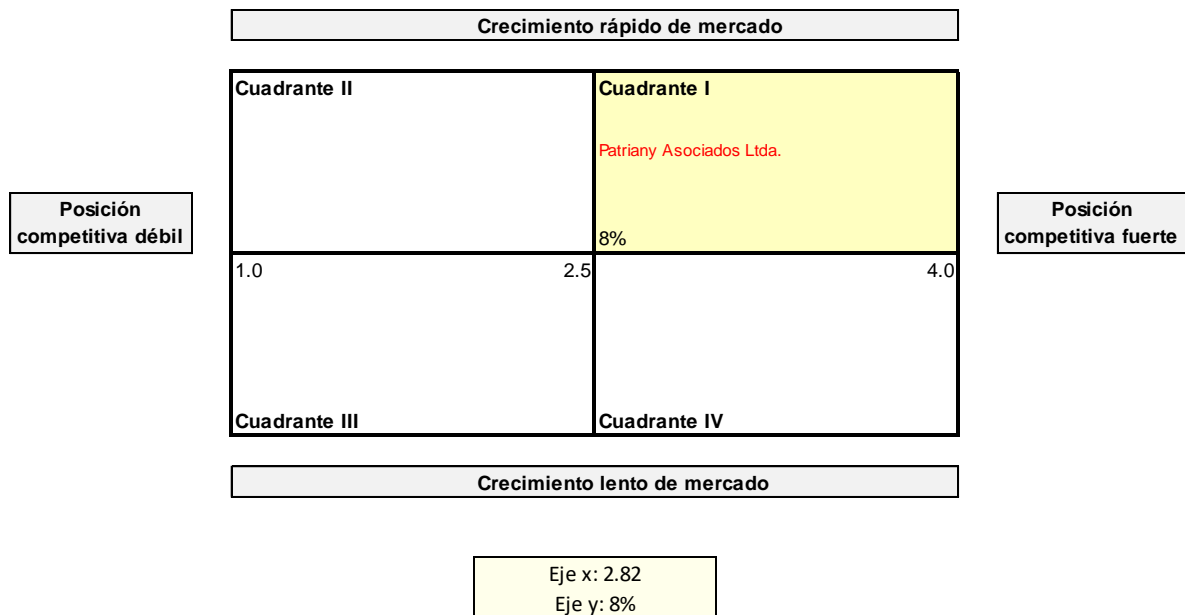 Crecimiento rápido de mercado
Cuadrante II
Cuadrante I
Patriany Asociados Ltda.
Posición
competitiva débil
Posición
competitiva fuerte
8%
1.0
2.5
4.0
Cuadrante III
Cuadrante IV
Crecimiento lento de mercado
Eje x: 2.82
Eje y: 8%